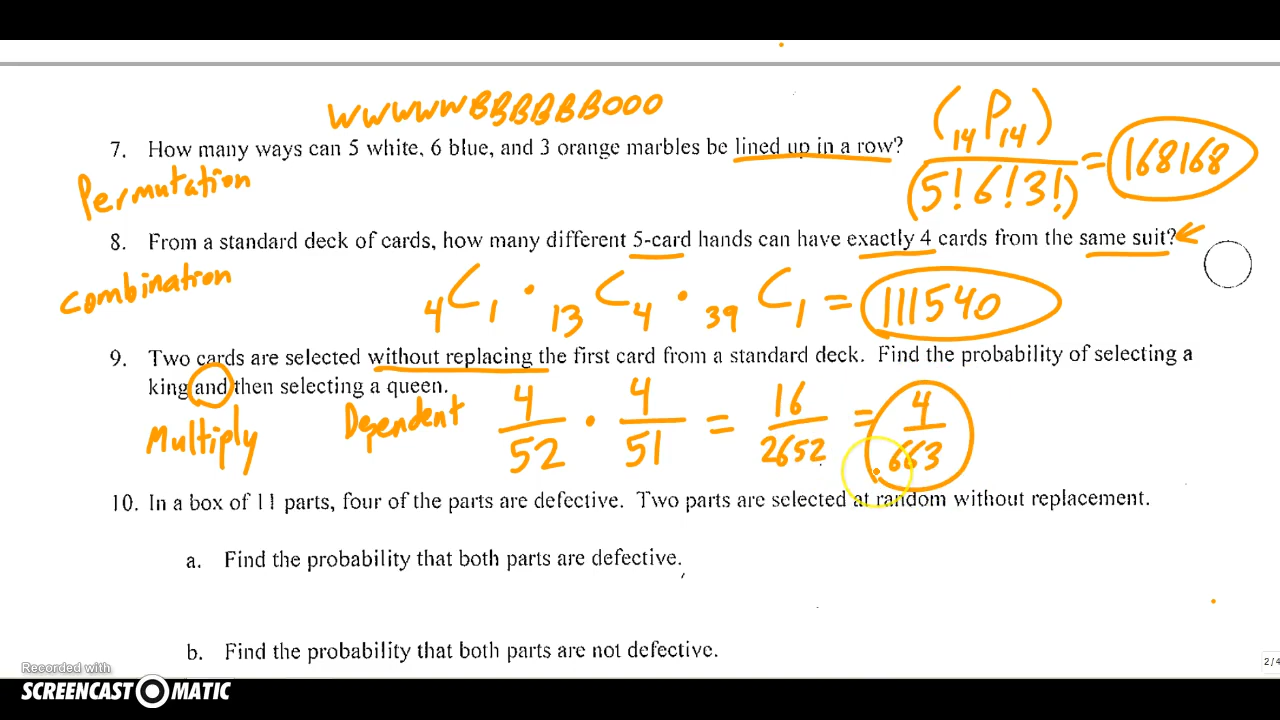 WWWWWBBBBBBOOO
7. How many ways can 5 white, 6 blue, and 3 orange marbles be lined up in a row?
Permutation
(14P14) / (5! 6! 3!) = 168168
8. From a standard deck of cards, how many different 5-card hands can have exactly 4 cards from the same suit?
Combination
4C1 · 13C4 · 39C1 = 111540
9. Two cards are selected without replacing the first card from a standard deck. Find the probability of selecting a
king and then selecting a queen.
Multiply
Dependent
4/52 · 4/51 = 16/2652 = 4/663
10. In a box of 11 parts, four of the parts are defective. Two parts are selected at random without replacement.
a. Find the probability that both parts are defective.
b. Find the probability that both parts are not defective.
2/4
Recorded with
SCREENCAST-O-MATIC